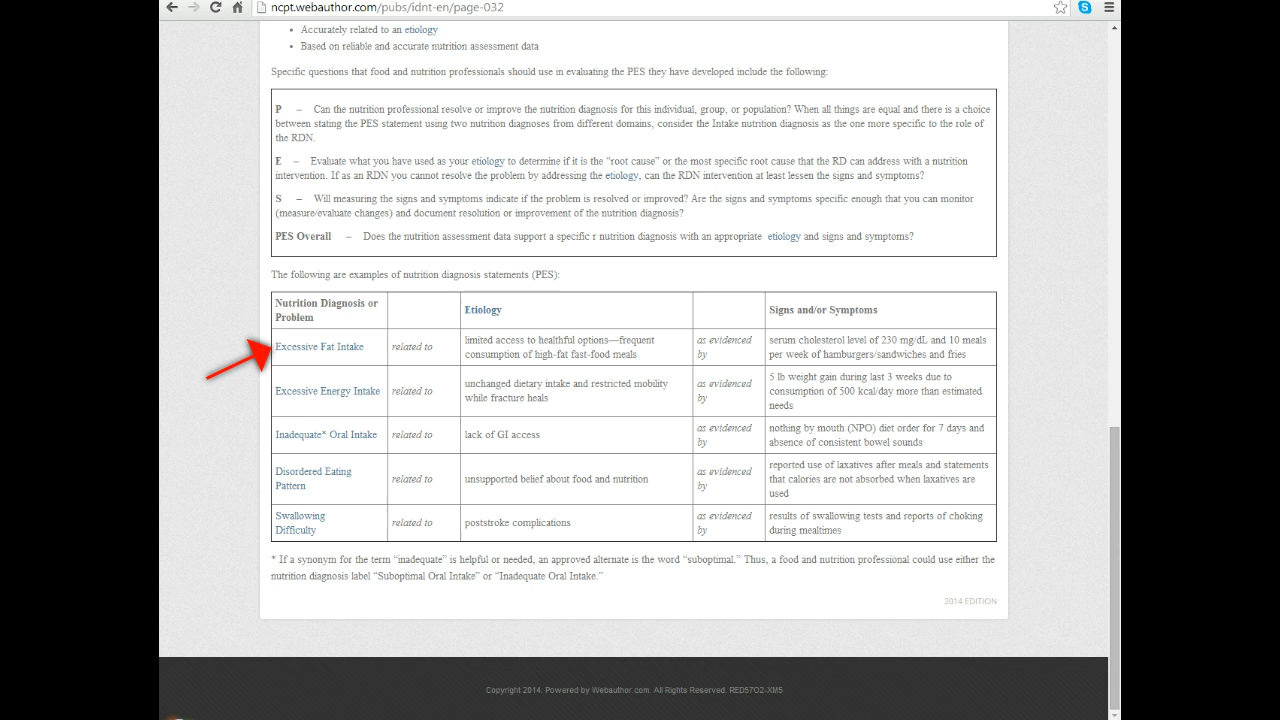 ncpt.webauthor.com/pubs/idnt-en/page-032
• Accurately related to an etiology
• Based on reliable and accurate nutrition assessment data
Specific questions that food and nutrition professionals should use in evaluating the PES they have developed include the following:
P – Can the nutrition professional resolve or improve the nutrition diagnosis for this individual, group, or population? When all things are equal and there is a choice
between stating the PES statement using two nutrition diagnoses from different domains, consider the Intake nutrition diagnosis as the one more specific to the role of
the RDN.
E – Evaluate what you have used as your etiology to determine if it is the “root cause” or the most specific root cause that the RD can address with a nutrition
intervention. If as an RDN you cannot resolve the problem by addressing the etiology, can the RDN intervention at least lessen the signs and symptoms?
S – Will measuring the signs and symptoms indicate if the problem is resolved or improved? Are the signs and symptoms specific enough that you can monitor
(measure/evaluate changes) and document resolution or improvement of the nutrition diagnosis?
PES Overall – Does the nutrition assessment data support a specific r nutrition diagnosis with an appropriate etiology and signs and symptoms?
The following are examples of nutrition diagnosis statements (PES):
Nutrition Diagnosis or
Problem
Etiology
Signs and/or Symptoms
Excessive Fat Intake
related to
limited access to healthful options—frequent
consumption of high-fat fast-food meals
as evidenced
by
serum cholesterol level of 230 mg/dL and 10 meals
per week of hamburgers/sandwiches and fries
Excessive Energy Intake
related to
unchanged dietary intake and restricted mobility
while fracture heals
as evidenced
by
5 lb weight gain during last 3 weeks due to
consumption of 500 kcal/day more than estimated
needs
Inadequate* Oral Intake
related to
lack of GI access
as evidenced
by
nothing by mouth (NPO) diet order for 7 days and
absence of consistent bowel sounds
Disordered Eating
Pattern
related to
unsupported belief about food and nutrition
as evidenced
by
reported use of laxatives after meals and statements
that calories are not absorbed when laxatives are
used
Swallowing
Difficulty
related to
poststroke complications
as evidenced
by
results of swallowing tests and reports of choking
during mealtimes
* If a synonym for the term “inadequate” is helpful or needed, an approved alternate is the word “suboptimal.” Thus, a food and nutrition professional could use either the
nutrition diagnosis label “Suboptimal Oral Intake” or “Inadequate Oral Intake.”
2014 EDITION
Copyright 2014. Powered by Webauthor.com. All Rights Reserved. RED57O2-XM5